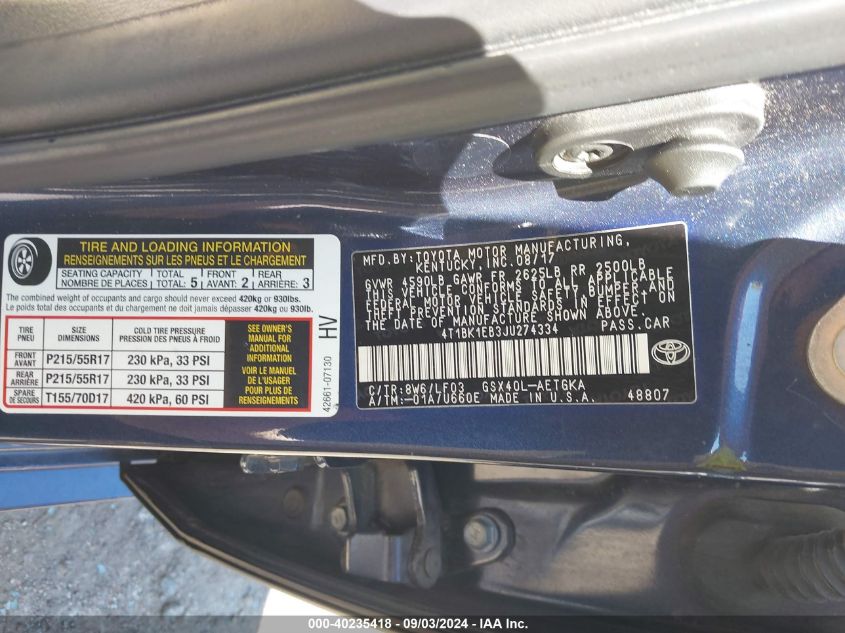 TIRE AND LOADING INFORMATION
RENSEIGNEMENTS SUR LES PNEUS ET LE CHARGEMENT
SEATING CAPACITY TOTAL FRONT REAR
NOMBRE DE PLACES TOTAL: 5 AVANT: 2 ARRIÈRE: 3
The combined weight of occupants and cargo should never exceed 420kg or 930lbs.
Le poids total des occupants et du chargement ne doit jamais dépasser 420kg ou 930lb.
TIRE SIZE COLD TIRE PRESSURE
PNEU DIMENSIONS PRESSION DES PNEUS À FROID
FRONT
AVANT P215/55R17 230 kPa, 33 PSI
REAR
ARRIÈRE P215/55R17 230 kPa, 33 PSI
SPARE
DE SECOURS T155/70D17 420 kPa, 60 PSI
SEE OWNER'S
MANUAL FOR
ADDITIONAL
INFORMATION
VOIR LE MANUEL
DE L'USAGER
POUR PLUS DE
RENSEIGNEMENTS
HV
42661-07130
MFD.BY:TOYOTA MOTOR MANUFACTURING,
KENTUCKY, INC. 08/17
GVWR 4590LB GAWR FR 2625LB RR 2500LB
THIS VEHICLE CONFORMS TO ALL APPLICABLE
FEDERAL MOTOR VEHICLE SAFETY, BUMPER, AND
THEFT PREVENTION STANDARDS IN EFFECT ON
THE DATE OF MANUFACTURE SHOWN ABOVE.
4T1BK1EB3JU274334 PASS.CAR
C/TR:8W6/LF03 GSX40L-AETGKA
A/TM:-01A/U660E MADE IN U.S.A. 48807
000-40235418 - 09/03/2024 - IAA Inc.